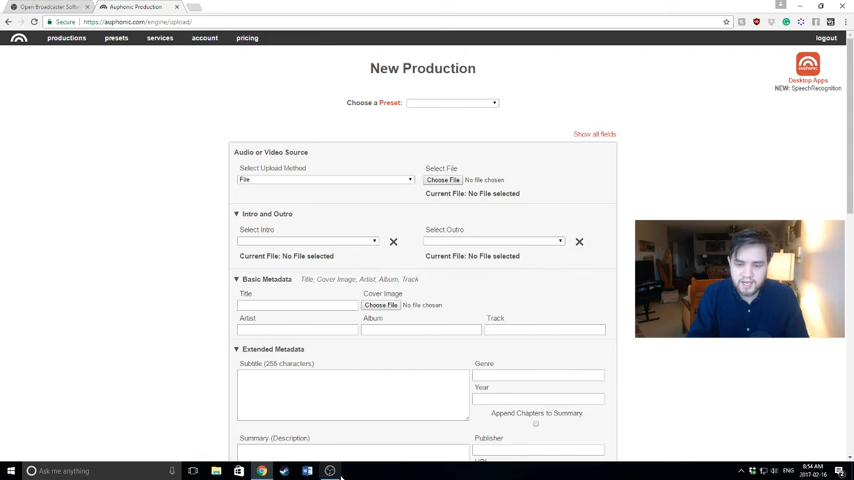 Open Broadcaster Softw
Auphonic Production
Secure
https://auphonic.com/engine/upload/
productions presets services account pricing logout
New Production
Desktop Apps
NEW: SpeechRecognition
Choose a Preset:
Show all fields
Audio or Video Source
Select Upload Method Select File
File Choose File No file chosen
Current File: No File selected
Intro and Outro
Select Intro Select Outro
Current File: No File selected Current File: No File selected
Basic Metadata Title, Cover Image, Artist, Album, Track
Title Cover Image
Choose File No file chosen
Artist Album Track
Extended Metadata
Subtitle (255 characters) Genre
Year
Append Chapters to Summary
Summary (Description) Publisher
Ask me anything
ENG
8:54 AM
2017-02-16